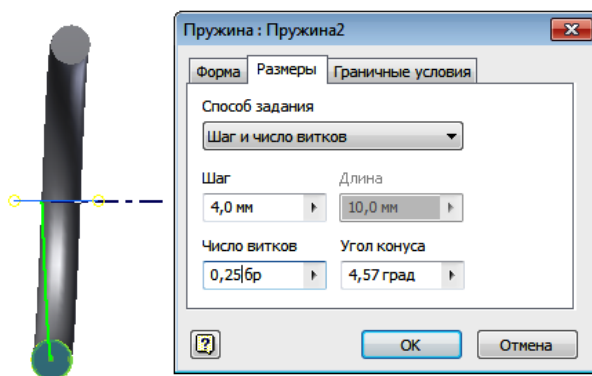 Пружина : Пружина2
Форма Размеры Граничные условия
Способ задания
Шаг и число витков
Шаг Длина
4,0 мм 10,0 мм
Число витков Угол конуса
0,25 бр 4,57 град
? ОК Отмена